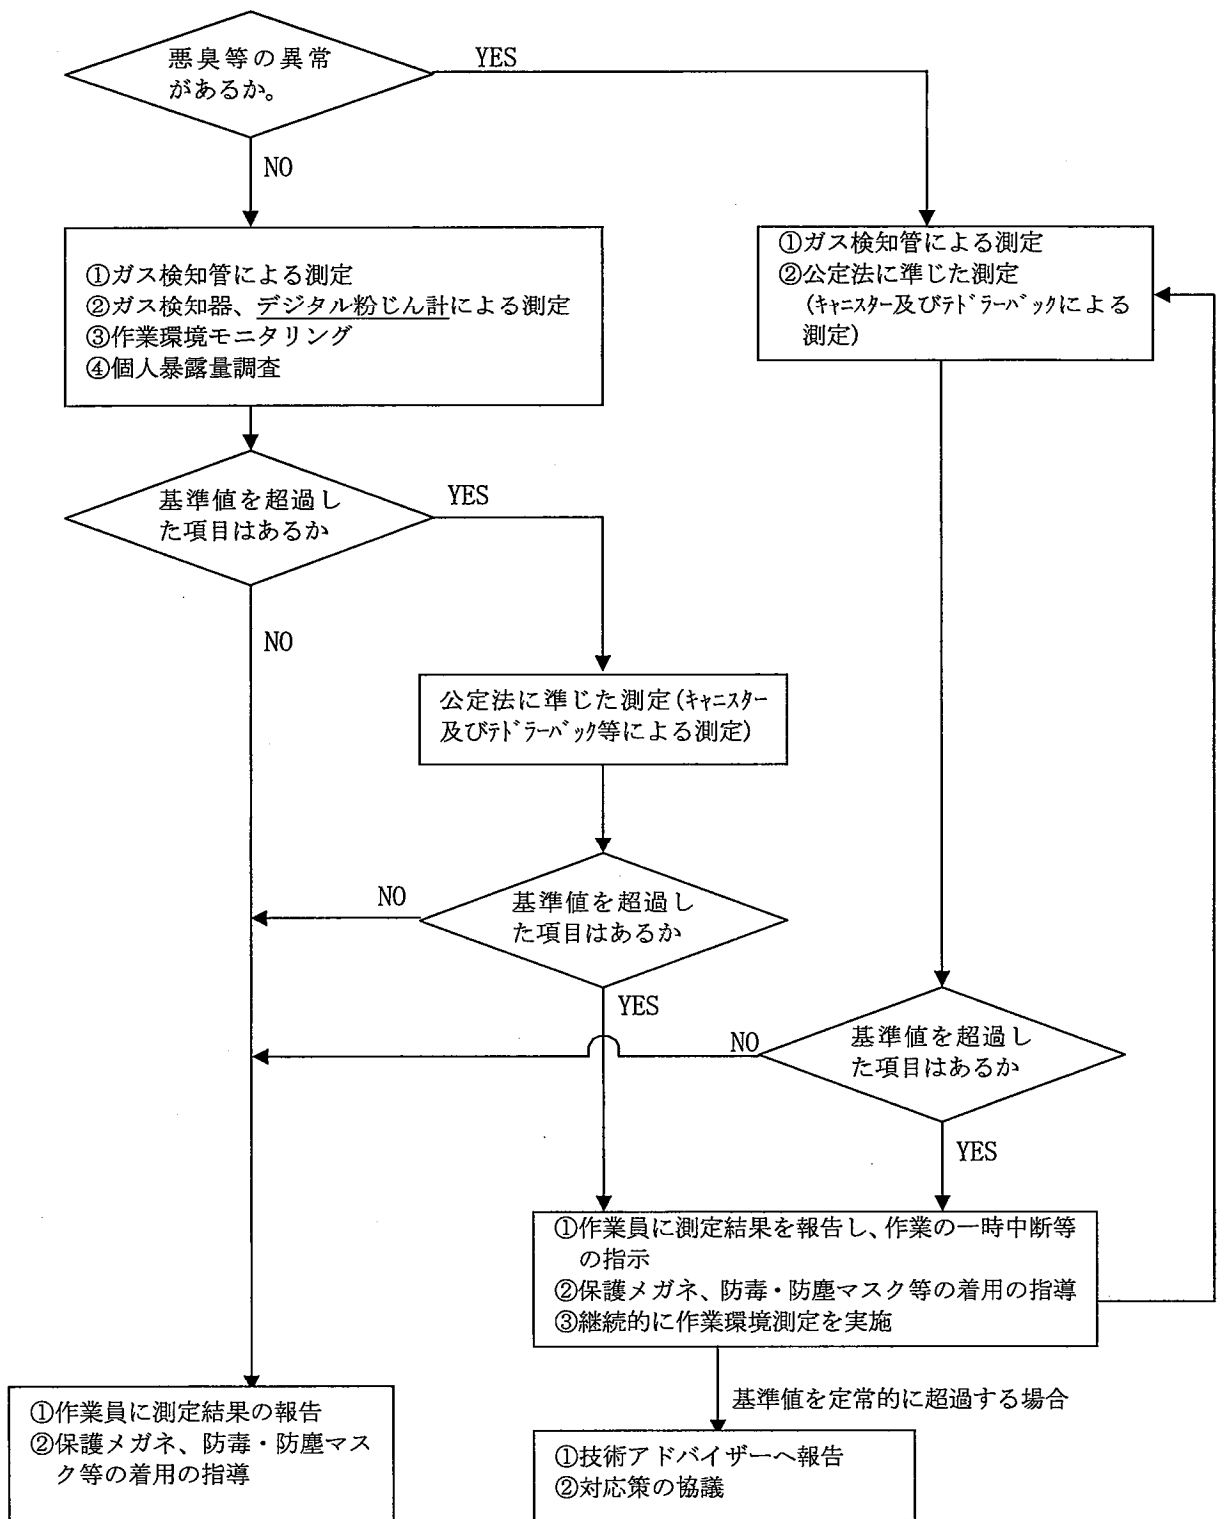 悪臭等の異常
があるか。
YES
NO
①ガス検知管による測定
②ガス検知器、デジタル粉じん計による測定
③作業環境モニタリング
④個人暴露量調査
①ガス検知管による測定
②公定法に準じた測定
(ｷｬﾆｽﾀｰ及びﾃﾄﾞﾗｰﾊﾞｯｸによる
測定)
基準値を超過し
た項目はあるか
YES
NO
公定法に準じた測定(ｷｬﾆｽﾀｰ
及びﾃﾄﾞﾗｰﾊﾞｯｸ等による測定)
基準値を超過し
た項目はあるか
NO
YES
基準値を超過し
た項目はあるか
NO
YES
①作業員に測定結果を報告し、作業の一時中断等
の指示
②保護メガネ、防毒・防塵マスク等の着用の指導
③継続的に作業環境測定を実施
基準値を定常的に超過する場合
①作業員に測定結果の報告
②保護メガネ、防毒・防塵マス
ク等の着用の指導
①技術アドバイザーへ報告
②対応策の協議